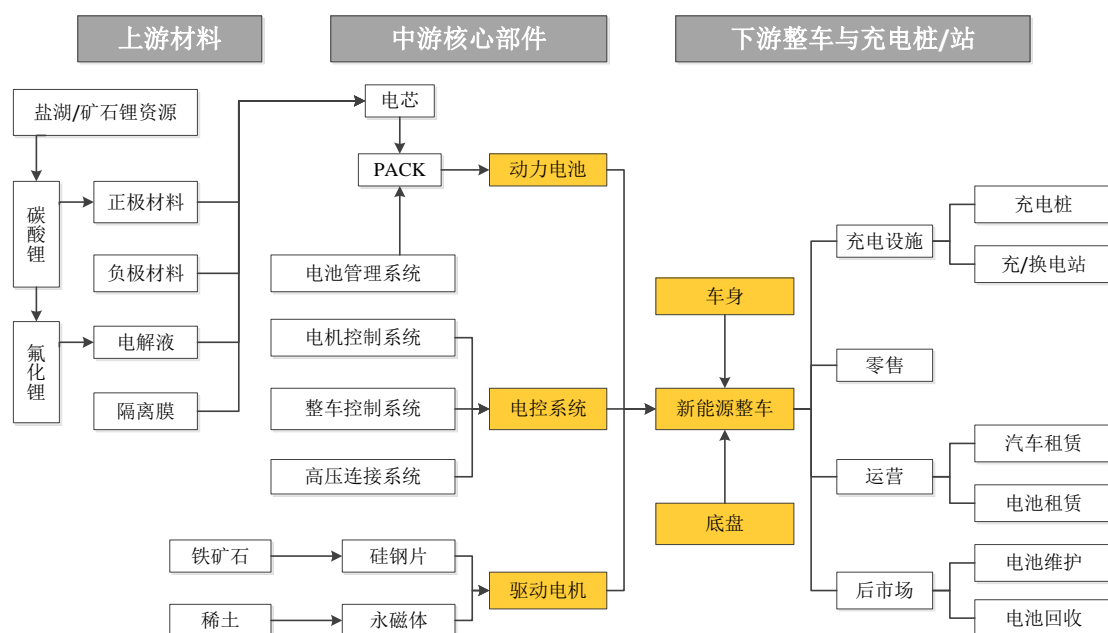 上游材料
中游核心部件
下游整车与充电桩/站
盐湖/矿石锂资源
电芯
PACK
动力电池
碳酸锂
正极材料
负极材料
电池管理系统
氟化锂
电解液
隔离膜
电机控制系统
整车控制系统
高压连接系统
电控系统
铁矿石
硅钢片
稀土
永磁体
驱动电机
车身
新能源整车
底盘
充电设施
充电桩
充/换电站
零售
运营
汽车租赁
电池租赁
后市场
电池维护
电池回收